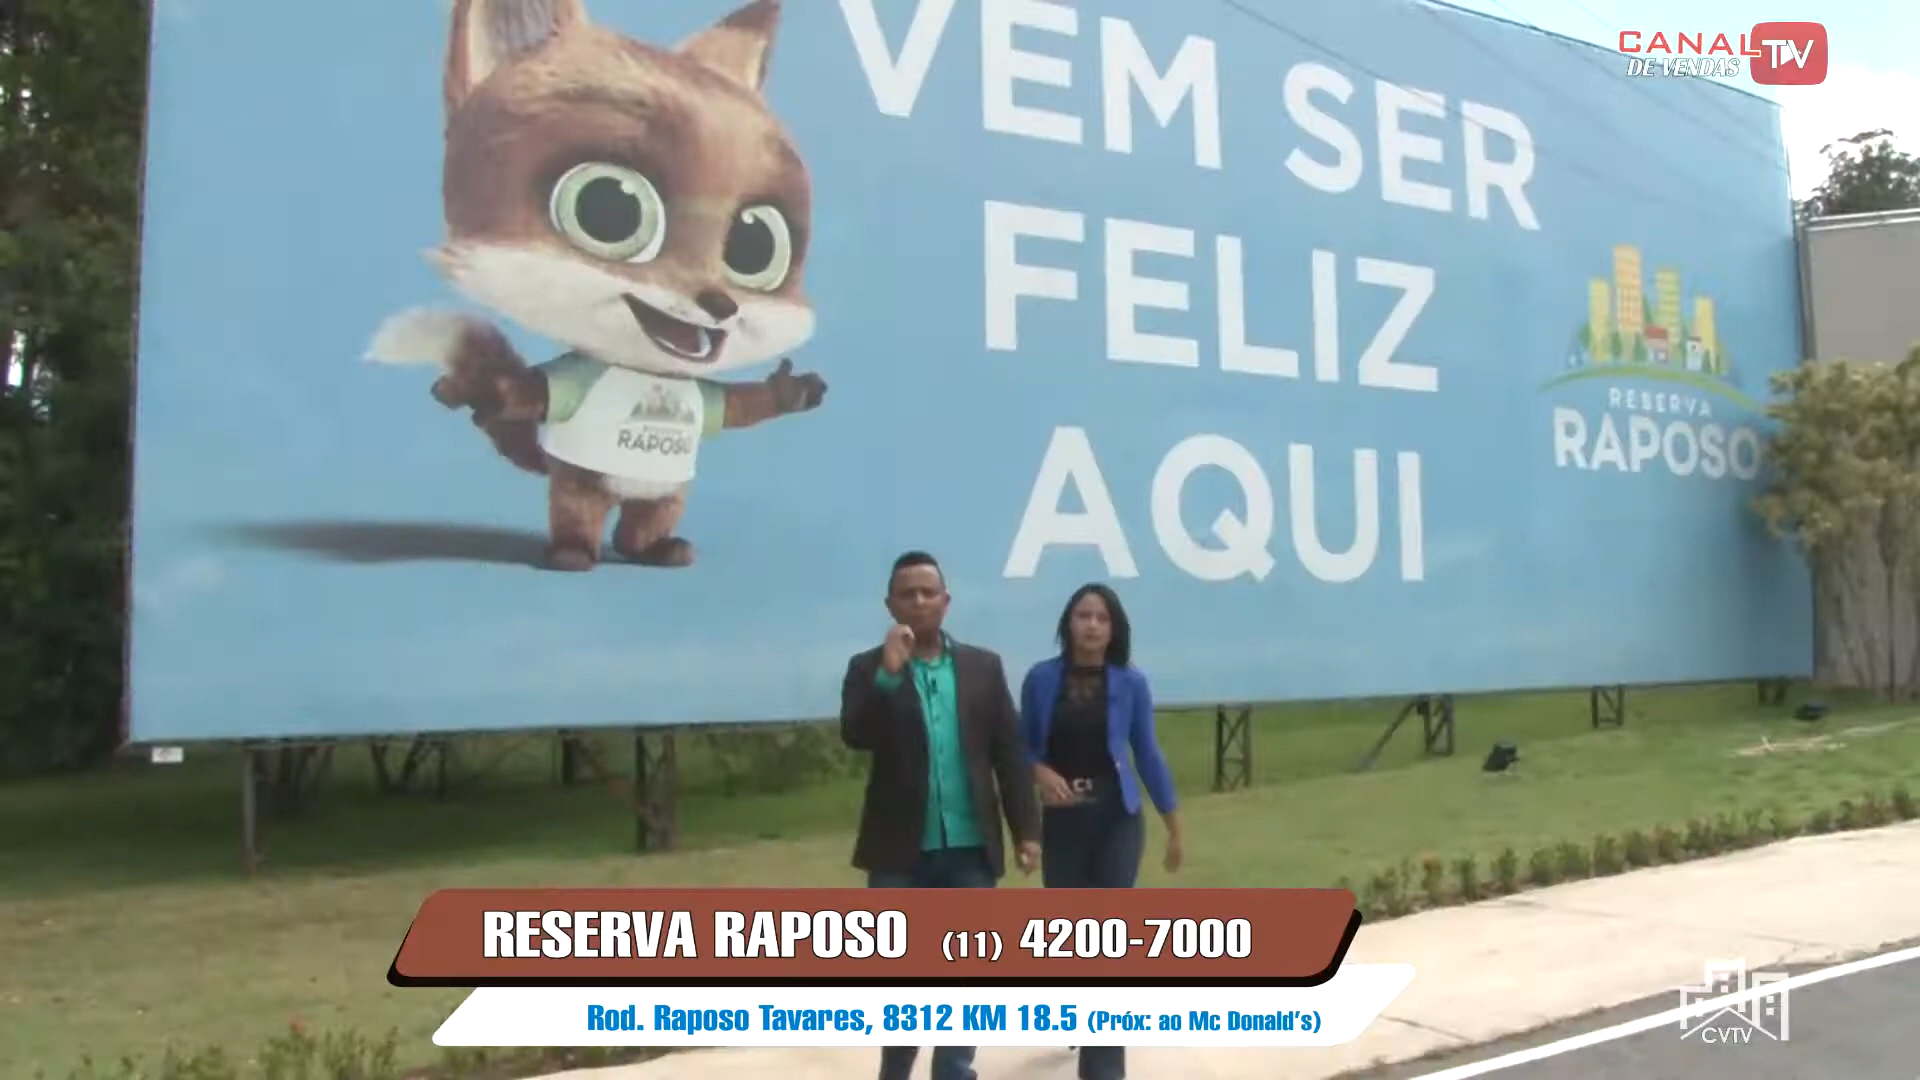 CANAL TV
DE VENDAS
VEM SER
FELIZ
AQUI
RESERVA
RAPOSO
RAPOSO
RESERVA RAPOSO (11) 4200-7000
Rod. Raposo Tavares, 8312 KM 18.5 (Próx: ao Mc Donald's)
CVTV